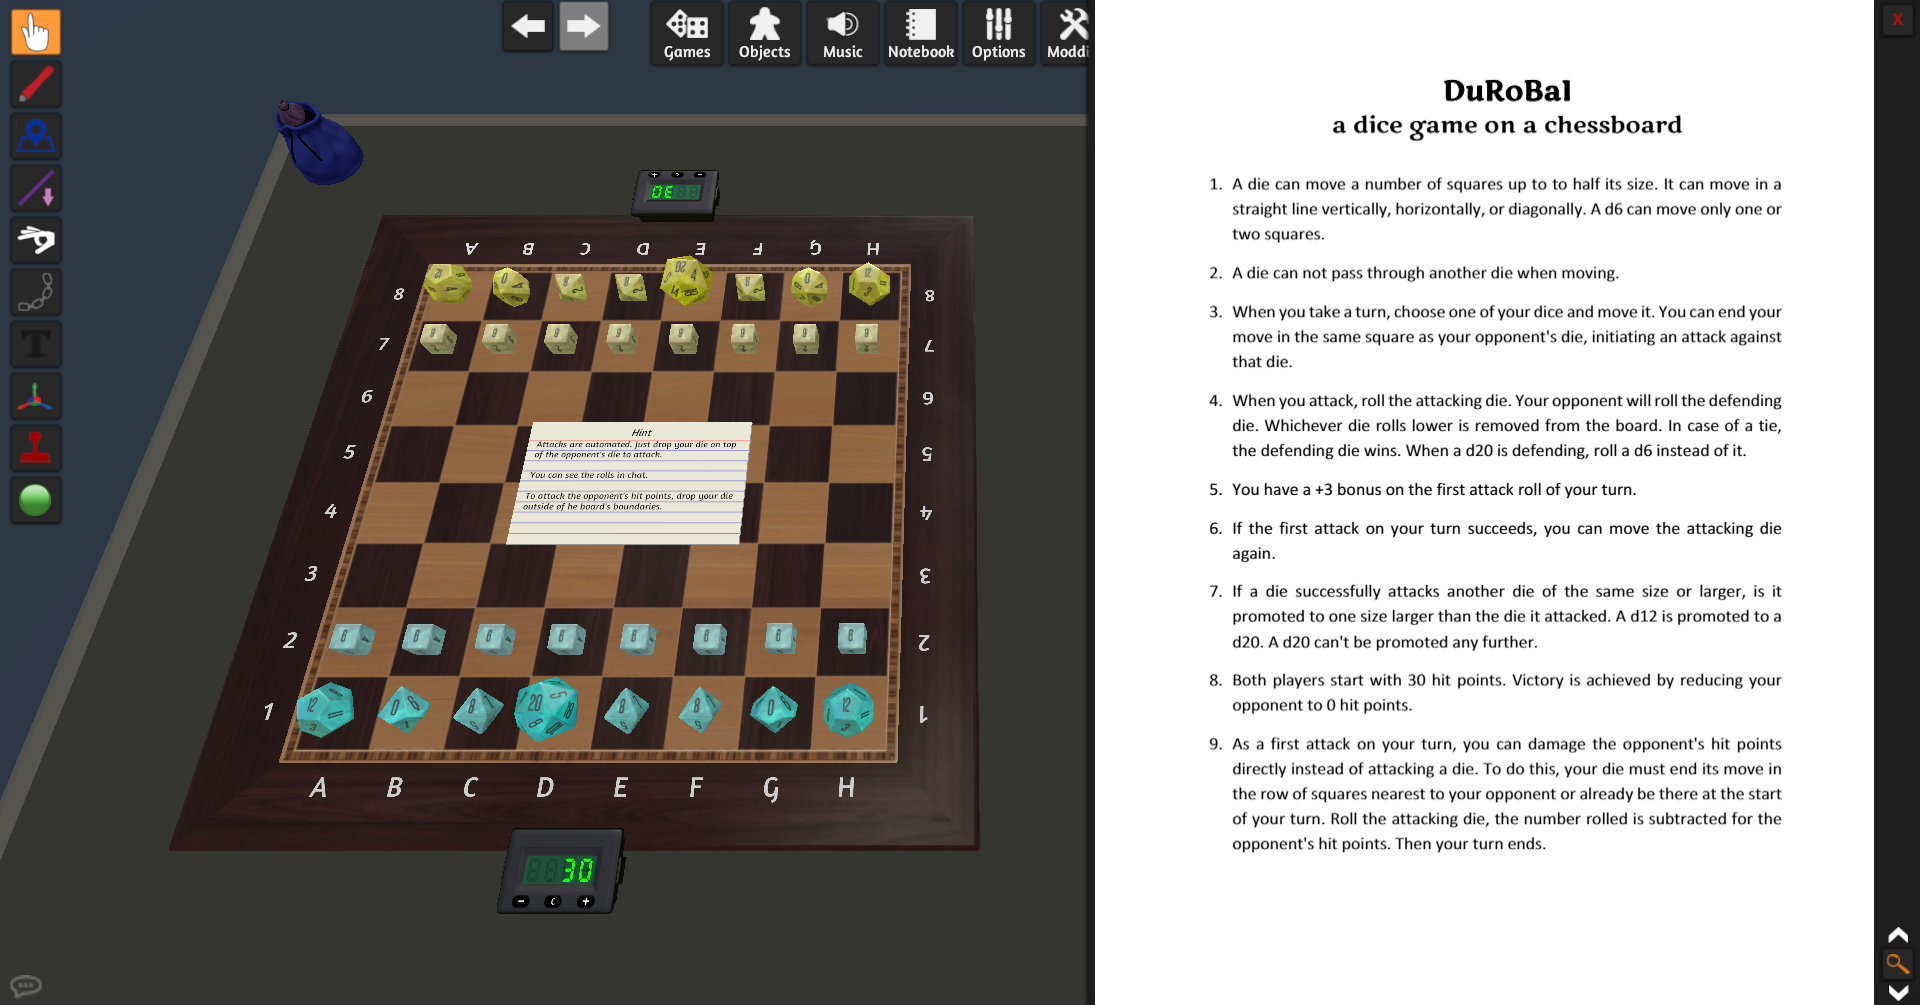 Games
Objects
Music
Notebook
Options
Moddi
X
DuRoBal
a dice game on a chessboard
1. A die can move a number of squares up to to half its size. It can move in a
straight line vertically, horizontally, or diagonally. A d6 can move only one or
two squares.
2. A die can not pass through another die when moving.
3. When you take a turn, choose one of your dice and move it. You can end your
move in the same square as your opponent's die, initiating an attack against
that die.
4. When you attack, roll the attacking die. Your opponent will roll the defending
die. Whichever die rolls lower is removed from the board. In case of a tie,
the defending die wins. When a d20 is defending, roll a d6 instead of it.
5. You have a +3 bonus on the first attack roll of your turn.
6. If the first attack on your turn succeeds, you can move the attacking die
again.
7. If a die successfully attacks another die of the same size or larger, is it
promoted to one size larger than the die it attacked. A d12 is promoted to a
d20. A d20 can't be promoted any further.
8. Both players start with 30 hit points. Victory is achieved by reducing your
opponent to 0 hit points.
9. As a first attack on your turn, you can damage the opponent's hit points
directly instead of attacking a die. To do this, your die must end its move in
the row of squares nearest to your opponent or already be there at the start
of your turn. Roll the attacking die, the number rolled is subtracted for the
opponent's hit points. Then your turn ends.
T
30
A B C D E F G H
8 8
7 7
6 6
5 5
4 4
3 3
2 2
1 1
Hint
Attacks are automated. Just drop your die on top
of the opponent's die to attack.
You can see the rolls in chat.
To attack the opponent's hit points, drop your die
outside of he board's boundaries.
A B C D E F G H
30
- C +